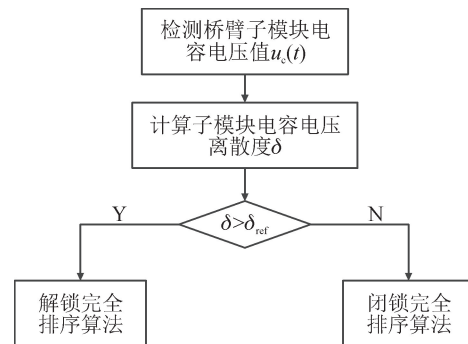 检测桥臂子模块电
容电压值u_c(t)
计算子模块电容电压
离散度δ
δ>δ_ref
Y
N
解锁完全
排序算法
闭锁完全
排序算法